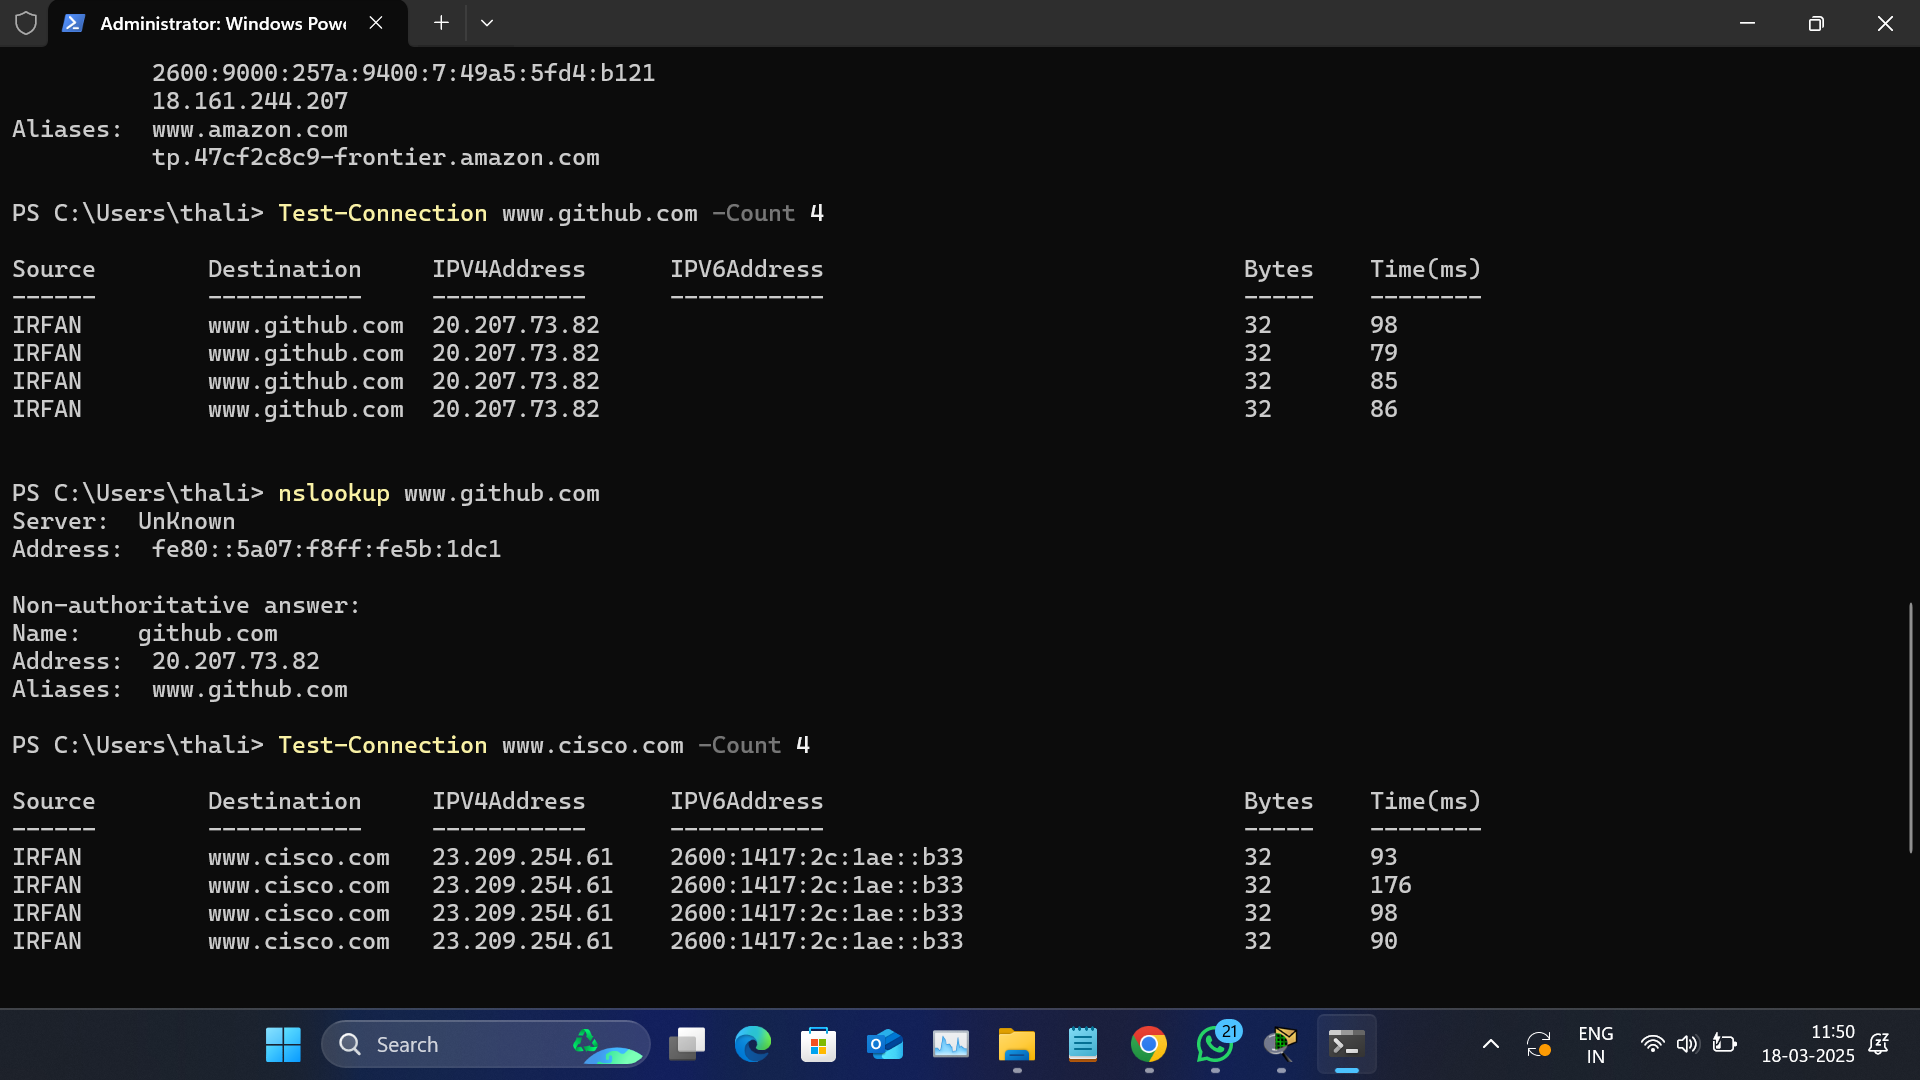 Administrator: Windows Powe
2600:9000:257a:9400:7:49a5:5fd4:b121
18.161.244.207
Aliases:  www.amazon.com
tp.47cf2c8c9-frontier.amazon.com
PS C:\Users\thali> Test-Connection www.github.com -Count 4
Source        Destination     IPV4Address      IPV6Address                              Bytes    Time(ms)
------        -----------     -----------      -----------                              -----    --------
IRFAN         www.github.com  20.207.73.82                                              32       98
IRFAN         www.github.com  20.207.73.82                                              32       79
IRFAN         www.github.com  20.207.73.82                                              32       85
IRFAN         www.github.com  20.207.73.82                                              32       86
PS C:\Users\thali> nslookup www.github.com
Server:  UnKnown
Address:  fe80::5a07:f8ff:fe5b:1dc1
Non-authoritative answer:
Name:    github.com
Address:  20.207.73.82
Aliases:  www.github.com
PS C:\Users\thali> Test-Connection www.cisco.com -Count 4
Source        Destination     IPV4Address      IPV6Address                              Bytes    Time(ms)
------        -----------     -----------      -----------                              -----    --------
IRFAN         www.cisco.com   23.209.254.61    2600:1417:2c:1ae::b33                    32       93
IRFAN         www.cisco.com   23.209.254.61    2600:1417:2c:1ae::b33                    32       176
IRFAN         www.cisco.com   23.209.254.61    2600:1417:2c:1ae::b33                    32       98
IRFAN         www.cisco.com   23.209.254.61    2600:1417:2c:1ae::b33                    32       90
Search
21
ENG
IN
11:50
18-03-2025